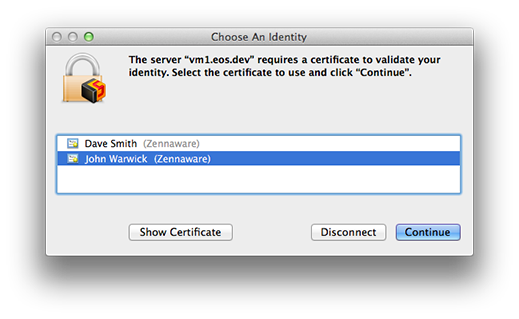 Choose An Identity
The server "vm1.eos.dev" requires a certificate to validate your
identity. Select the certificate to use and click "Continue".
Dave Smith (Zennaware)
John Warwick (Zennaware)
Show Certificate Disconnect Continue